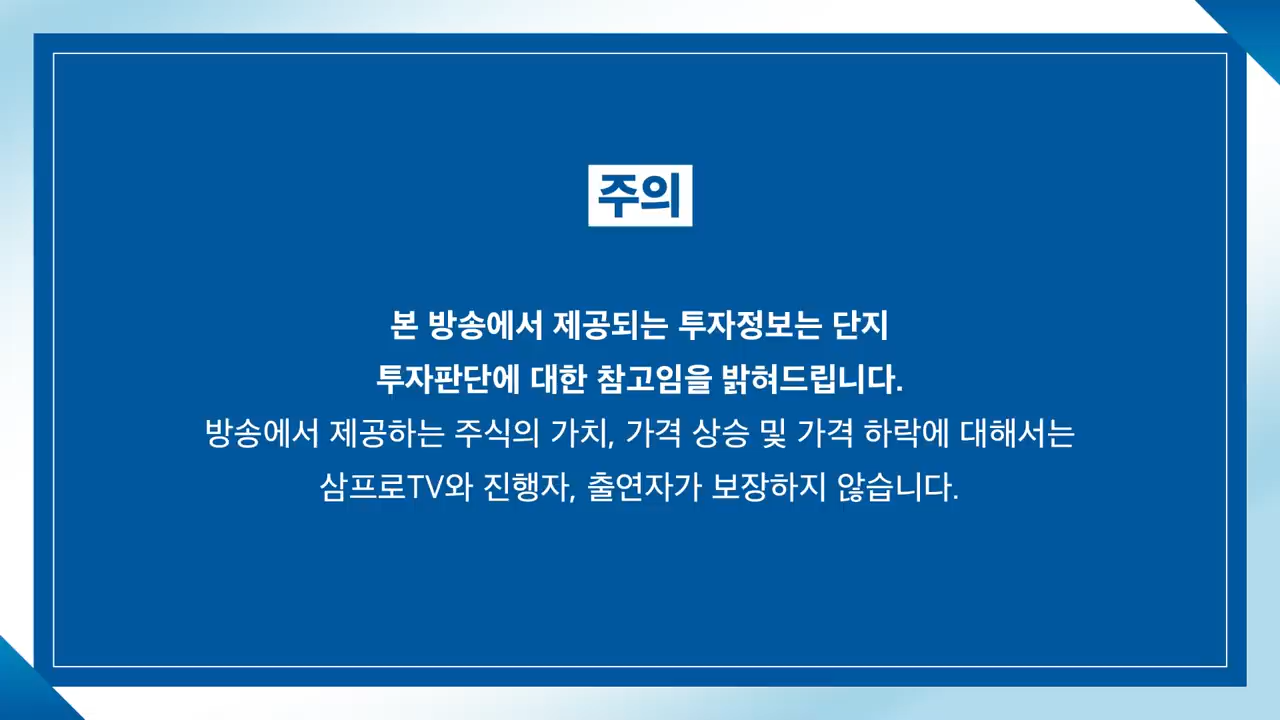 주의
본 방송에서 제공되는 투자정보는 단지
투자판단에 대한 참고임을 밝혀드립니다.
방송에서 제공하는 주식의 가치, 가격 상승 및 가격 하락에 대해서는
삼프로TV와 진행자, 출연자가 보장하지 않습니다.